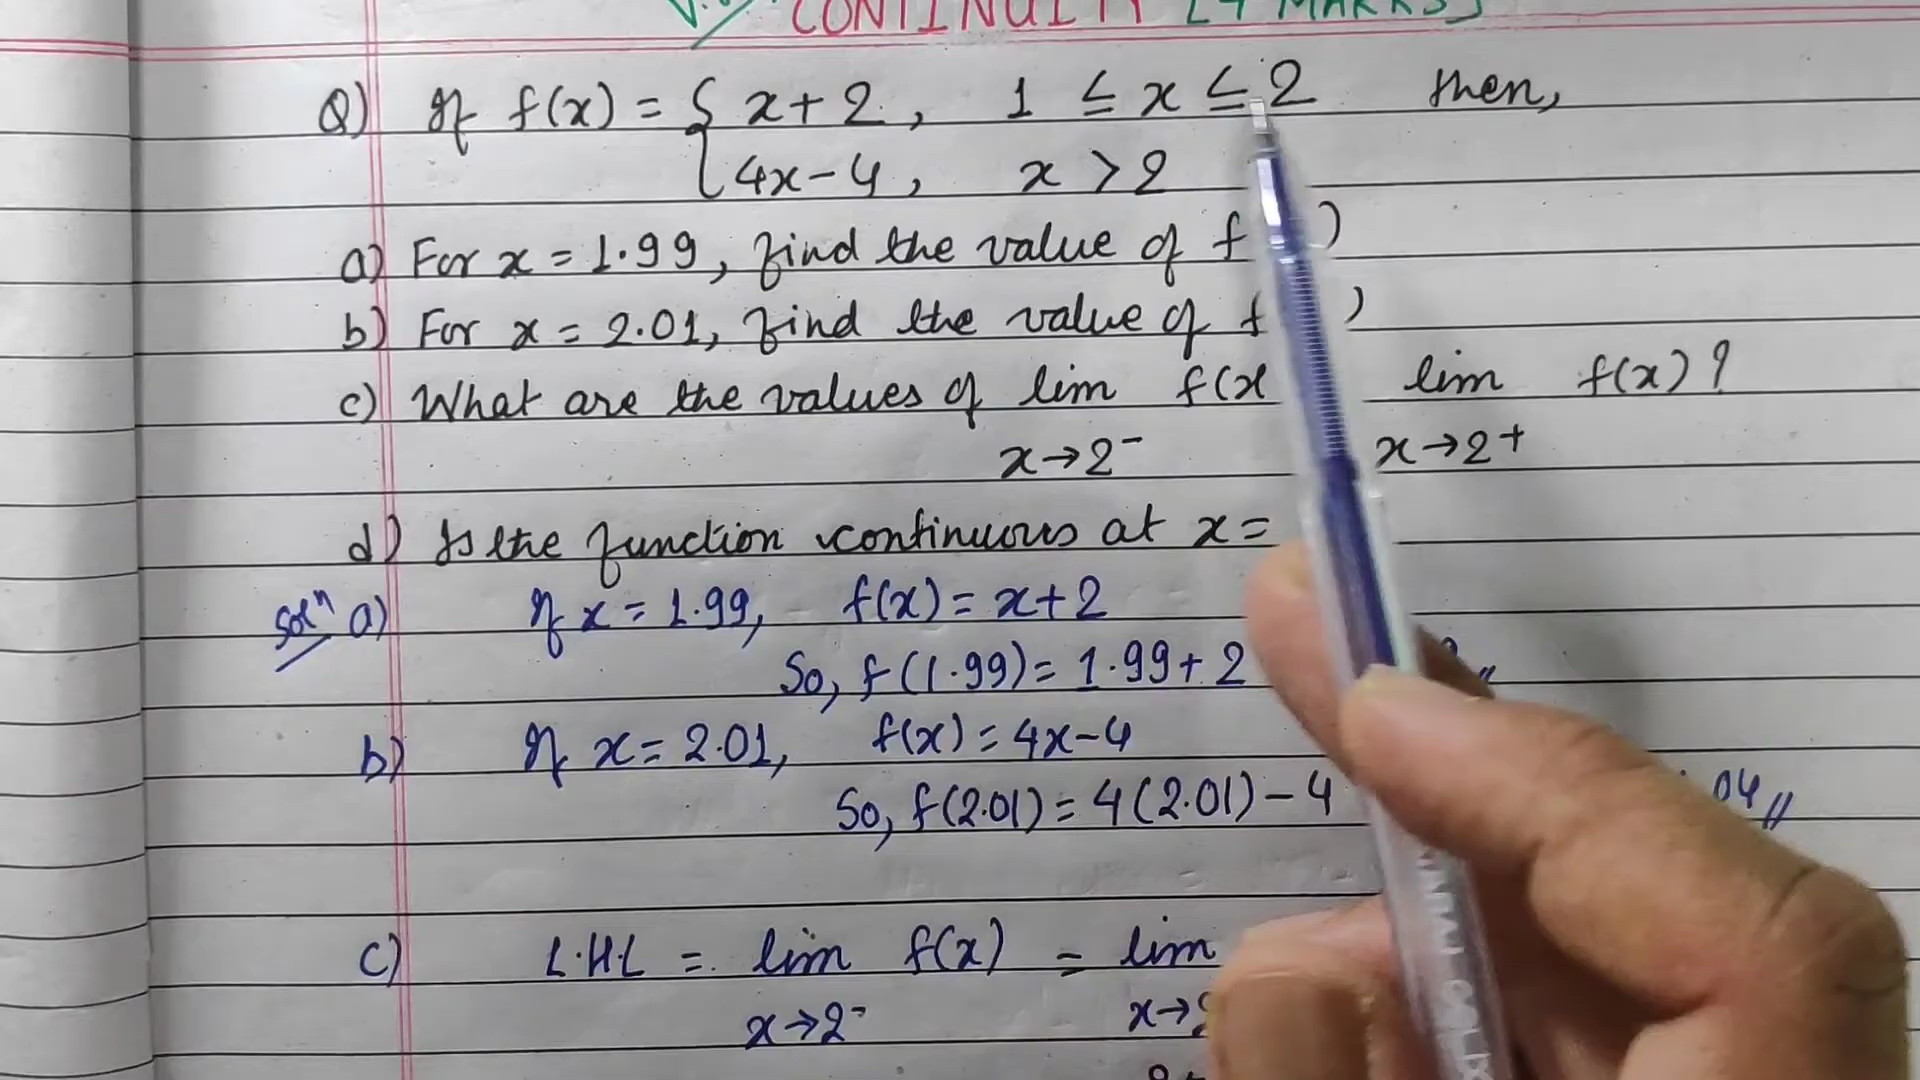 CONTINUITY [4 MARKS]
Q) If f(x) = { x+2, 1 ≤ x ≤ 2 then,
4x-4, x > 2
a) For x = 1.99, find the value of f )
b) For x = 2.01, find the value of f )
c) What are the values of lim f(x lim f(x)?
x→2⁻ x→2⁺
d) Is the function continuous at x =
Solⁿ a) If x = 1.99, f(x) = x+2
So, f(1.99) = 1.99+2
b) If x = 2.01, f(x) = 4x-4
So, f(2.01) = 4(2.01)-4 04//
c) L.H.L = lim f(x) = lim
x→2⁻ x→